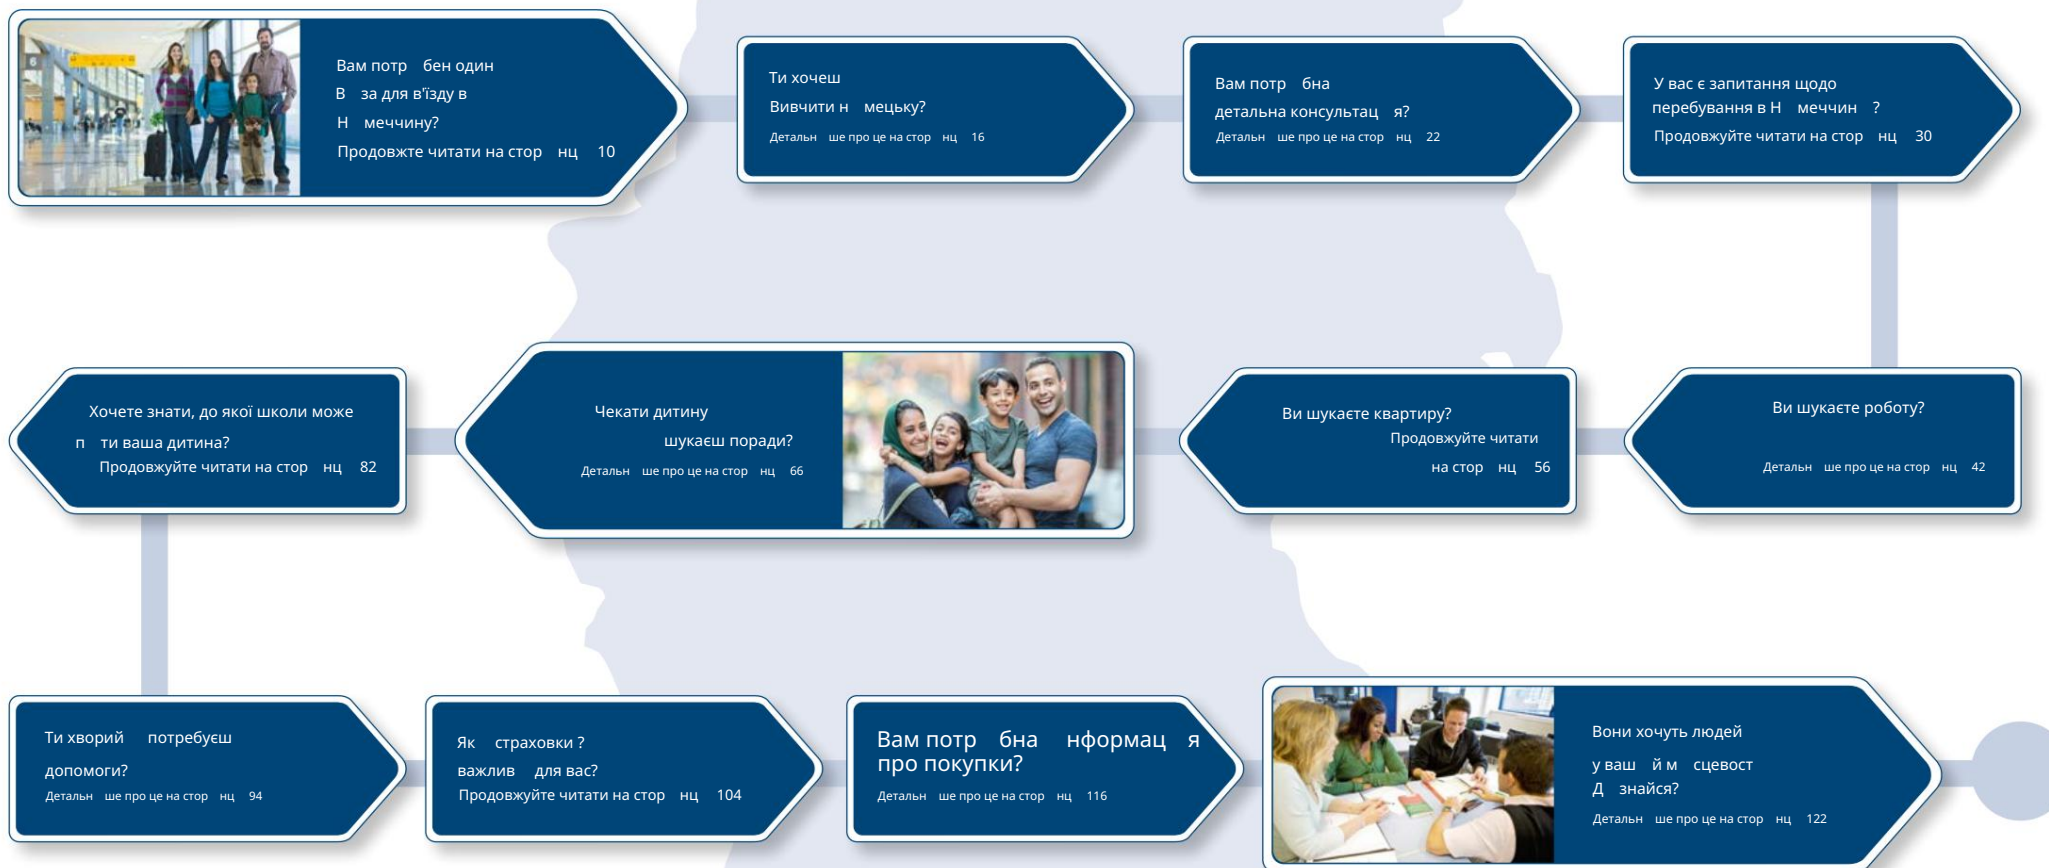 6
Вам потр бен один
В за для в'їзду в
Н меччину?
Продовжте читати на стор нц 10
Ти хочеш
Вивчити н мецьку?
Детальн ше про це на стор нц 16
Вам потр бна
детальна консультац я?
Детальн ше про це на стор нц 22
У вас є запитання щодо
перебування в Н меччин ?
Продовжуйте читати на стор нц 30
Ви шукаєте роботу?
Детальн ше про це на стор нц 42
Ви шукаєте квартиру?
Продовжуйте читати
на стор нц 56
Чекати дитину
шукаєш поради?
Детальн ше про це на стор нц 66
Хочете знати, до якої школи може
п ти ваша дитина?
Продовжуйте читати на стор нц 82
Ти хворий потребуєш
допомоги?
Детальн ше про це на стор нц 94
Як страховки ?
важлив для вас?
Продовжуйте читати на стор нц 104
Вам потр бна нформац я
про покупки?
Детальн ше про це на стор нц 116
Вони хочуть людей
у ваш й м сцевост
Д знайся?
Детальн ше про це на стор нц 122